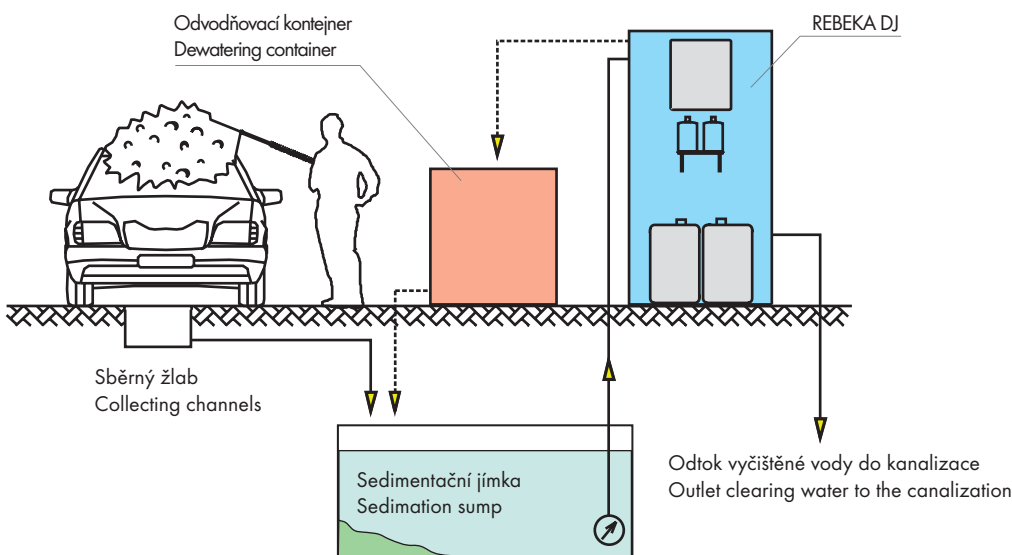 Odvodňovací kontejner
Dewatering container
REBEKA DJ
Sběrný žlab
Collecting channels
Sedimentační jímka
Sedimation sump
Odtok vyčištěné vody do kanalizace
Outlet clearing water to the canalization